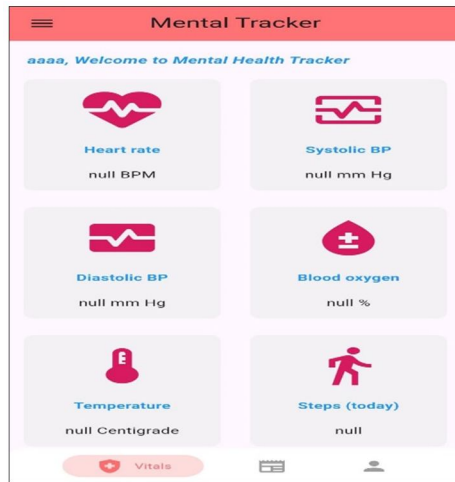 Mental Tracker
aaaa, Welcome to Mental Health Tracker
Heart rate
null BPM
Systolic BP
null mm Hg
Diastolic BP
null mm Hg
Blood oxygen
null %
Temperature
null Centigrade
Steps (today)
null
Vitals